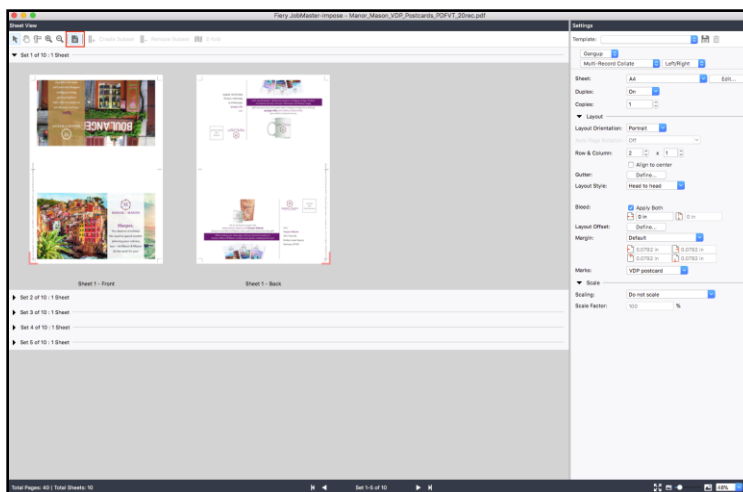 Fiery JobMaster-Impose - Manor_Mason_VDP_Postcards_PDFVT_20rec.pdf
Sheet View
Settings
Create Subset
Remove Subset
Z-Fold
Template:
Gangup
Multi-Record Collate
Left/Right
Set 1 of 10 : 1 Sheet
Sheet: A4 Edit...
Duplex: On
Copies: 1
Layout
Layout Orientation: Portrait
Off
Row & Column: 2 x 1
Align to center
Gutter: Define...
Layout Style: Head to head
Bleed: Apply Both
0 in 0 in
Layout Offset: Define...
Margin: Default
0.0792 in 0.0792 in
0.0792 in 0.0792 in
Marks: VDP postcard
Scale
Scaling: Do not scale
Scale Factor: 100 %
BOULANGE
Sheet 1 - Front
Sheet 1 - Back
Set 2 of 10 : 1 Sheet
Set 3 of 10 : 1 Sheet
Set 4 of 10 : 1 Sheet
Set 5 of 10 : 1 Sheet
Total Pages: 40 | Total Sheets: 10
Set 1-5 of 10
48%